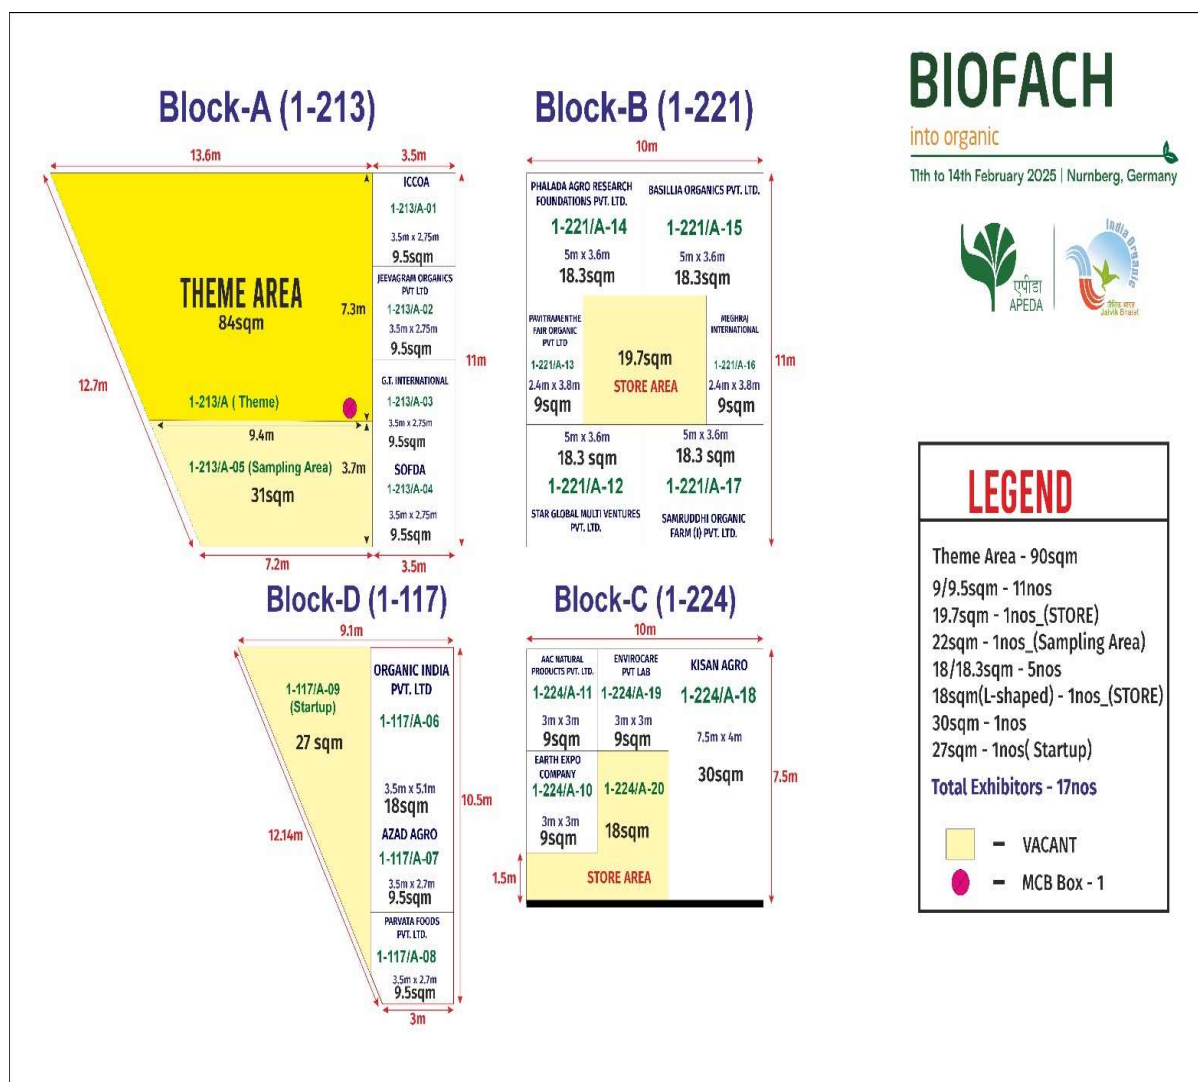 Block-A (1-213)
13.6m
3.5m
THEME AREA
84sqm
7.3m
12.7m
1-213/A ( Theme)
9.4m
1-213/A-05 (Sampling Area)
3.7m
31sqm
7.2m
3.5m
11m
ICCOA
1-213/A-01
3.5m x 2.75m
9.5sqm
JEEVAGRAM ORGANICS
PVT LTD
1-213/A-02
3.5m x 2.75m
9.5sqm
G.T. INTERNATIONAL
1-213/A-03
3.5m x 2.75m
9.5sqm
SOFDA
1-213/A-04
3.5m x 2.75m
9.5sqm
Block-B (1-221)
10m
PHALADA AGRO RESEARCH
FOUNDATIONS PVT. LTD.
1-221/A-14
5m x 3.6m
18.3sqm
BASILLIA ORGANICS PVT. LTD.
1-221/A-15
5m x 3.6m
18.3sqm
PAVITRAMENTHE
FAIR ORGANIC
PVT LTD
1-221/A-13
2.4m x 3.8m
9sqm
19.7sqm
STORE AREA
MEGHRAJ
INTERNATIONAL
1-221/A-16
2.4m x 3.8m
9sqm
11m
5m x 3.6m
18.3 sqm
1-221/A-12
STAR GLOBAL MULTI VENTURES
PVT. LTD.
5m x 3.6m
18.3 sqm
1-221/A-17
SAMRUDDHI ORGANIC
FARM (I) PVT. LTD.
Block-D (1-117)
9.1m
1-117/A-09
(Startup)
27 sqm
12.14m
ORGANIC INDIA
PVT. LTD
1-117/A-06
3.5m x 5.1m
18sqm
AZAD AGRO
1-117/A-07
3.5m x 2.7m
9.5sqm
PARVATA FOODS
PVT. LTD.
1-117/A-08
3.5m x 2.7m
9.5sqm
10.5m
3m
Block-C (1-224)
10m
AAC NATURAL
PRODUCTS PVT. LTD.
1-224/A-11
3m x 3m
9sqm
ENVIROCARE
PVT LAB
1-224/A-19
3m x 3m
9sqm
KISAN AGRO
1-224/A-18
7.5m x 4m
30sqm
EARTH EXPO
COMPANY
1-224/A-10
3m x 3m
9sqm
1-224/A-20
18sqm
STORE AREA
1.5m
7.5m
BIOFACH
into organic
11th to 14th February 2025 | Nurnberg, Germany
एपीडा
APEDA
India Organic
जैविक भारत
Jaivik Bharat
LEGEND
Theme Area - 90sqm
9/9.5sqm - 11nos
19.7sqm - 1nos_(STORE)
22sqm - 1nos_(Sampling Area)
18/18.3sqm - 5nos
18sqm(L-shaped) - 1nos_(STORE)
30sqm - 1nos
27sqm - 1nos( Startup)
Total Exhibitors - 17nos
– VACANT
– MCB Box - 1